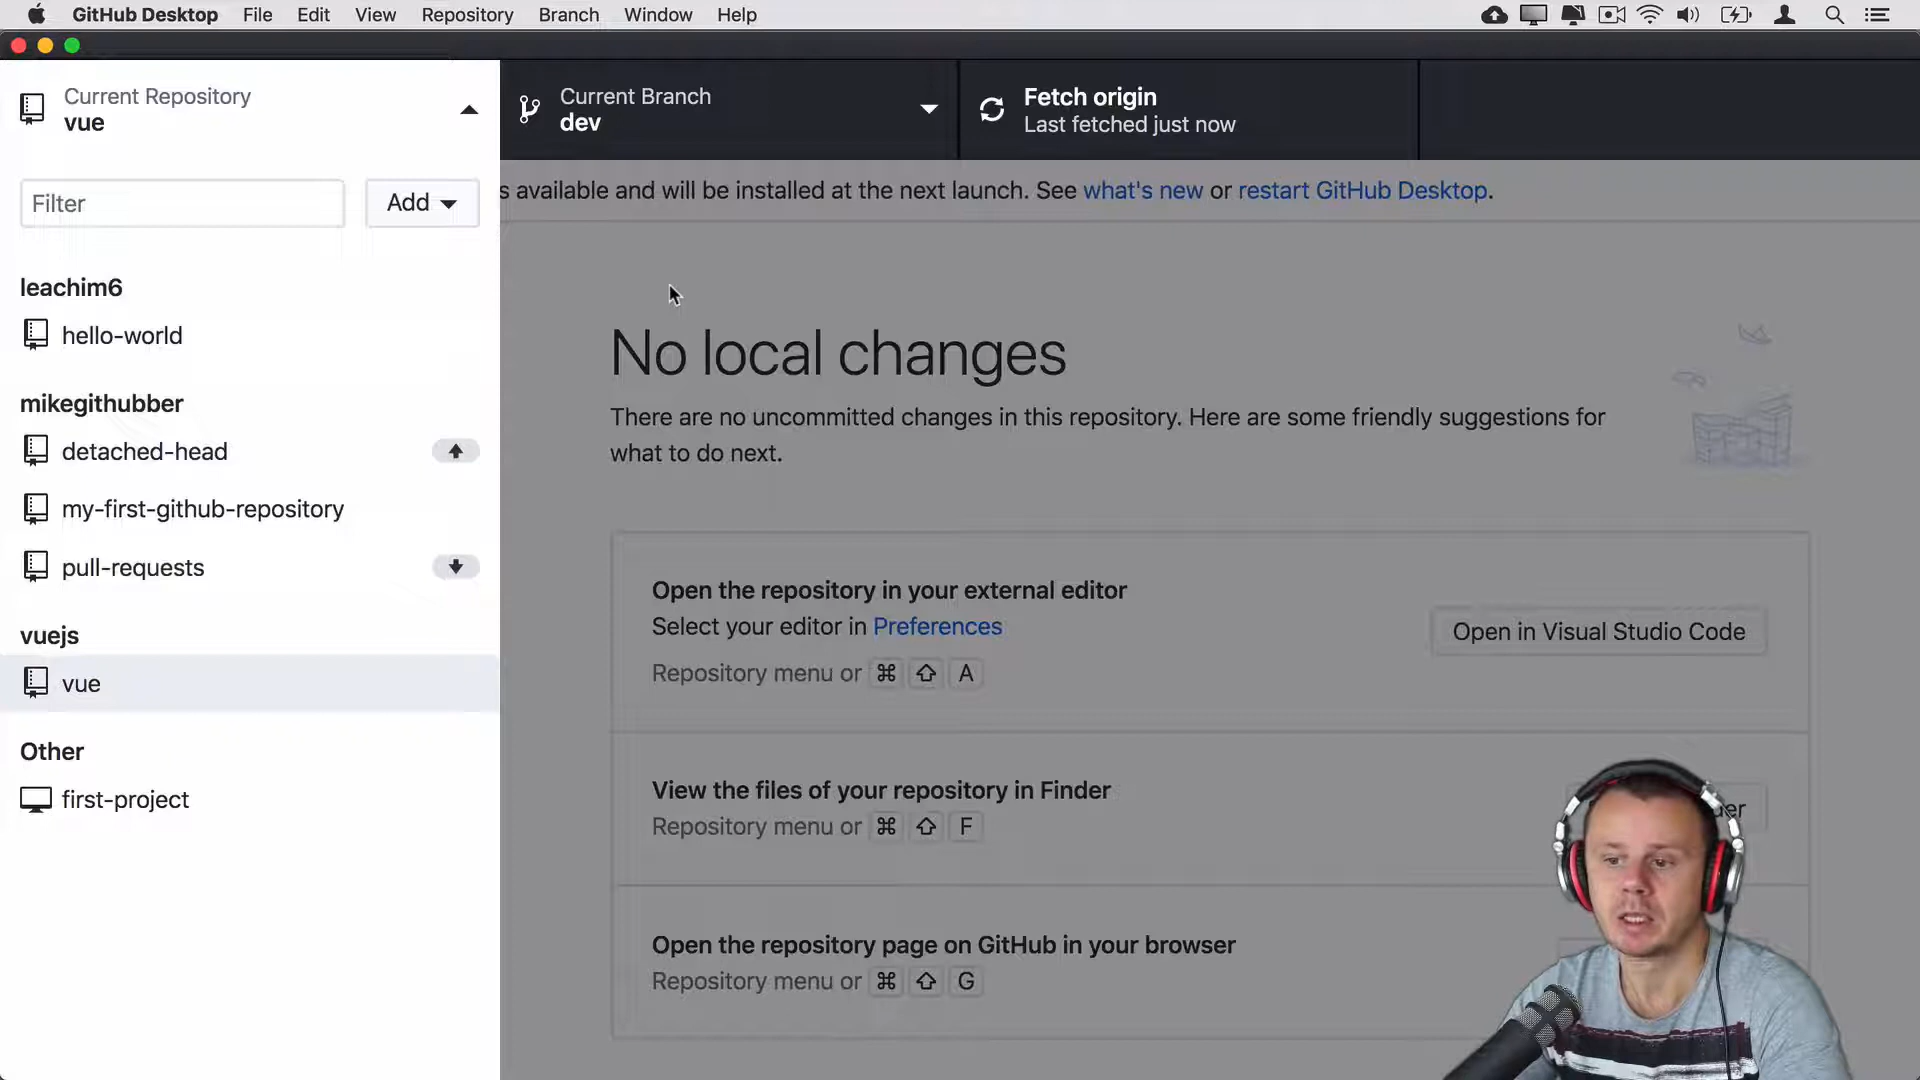 GitHub Desktop File Edit View Repository Branch Window Help
Current Repository
vue
Current Branch
dev
Fetch origin
Last fetched just now
Filter
Add
s available and will be installed at the next launch. See what's new or restart GitHub Desktop.
leachim6
hello-world
mikegithubber
detached-head
my-first-github-repository
pull-requests
vuejs
vue
Other
first-project
No local changes
There are no uncommitted changes in this repository. Here are some friendly suggestions for
what to do next.
Open the repository in your external editor
Select your editor in Preferences
Repository menu or ⌘ ⇧ A
Open in Visual Studio Code
View the files of your repository in Finder
Repository menu or ⌘ ⇧ F
Open the repository page on GitHub in your browser
Repository menu or ⌘ ⇧ G